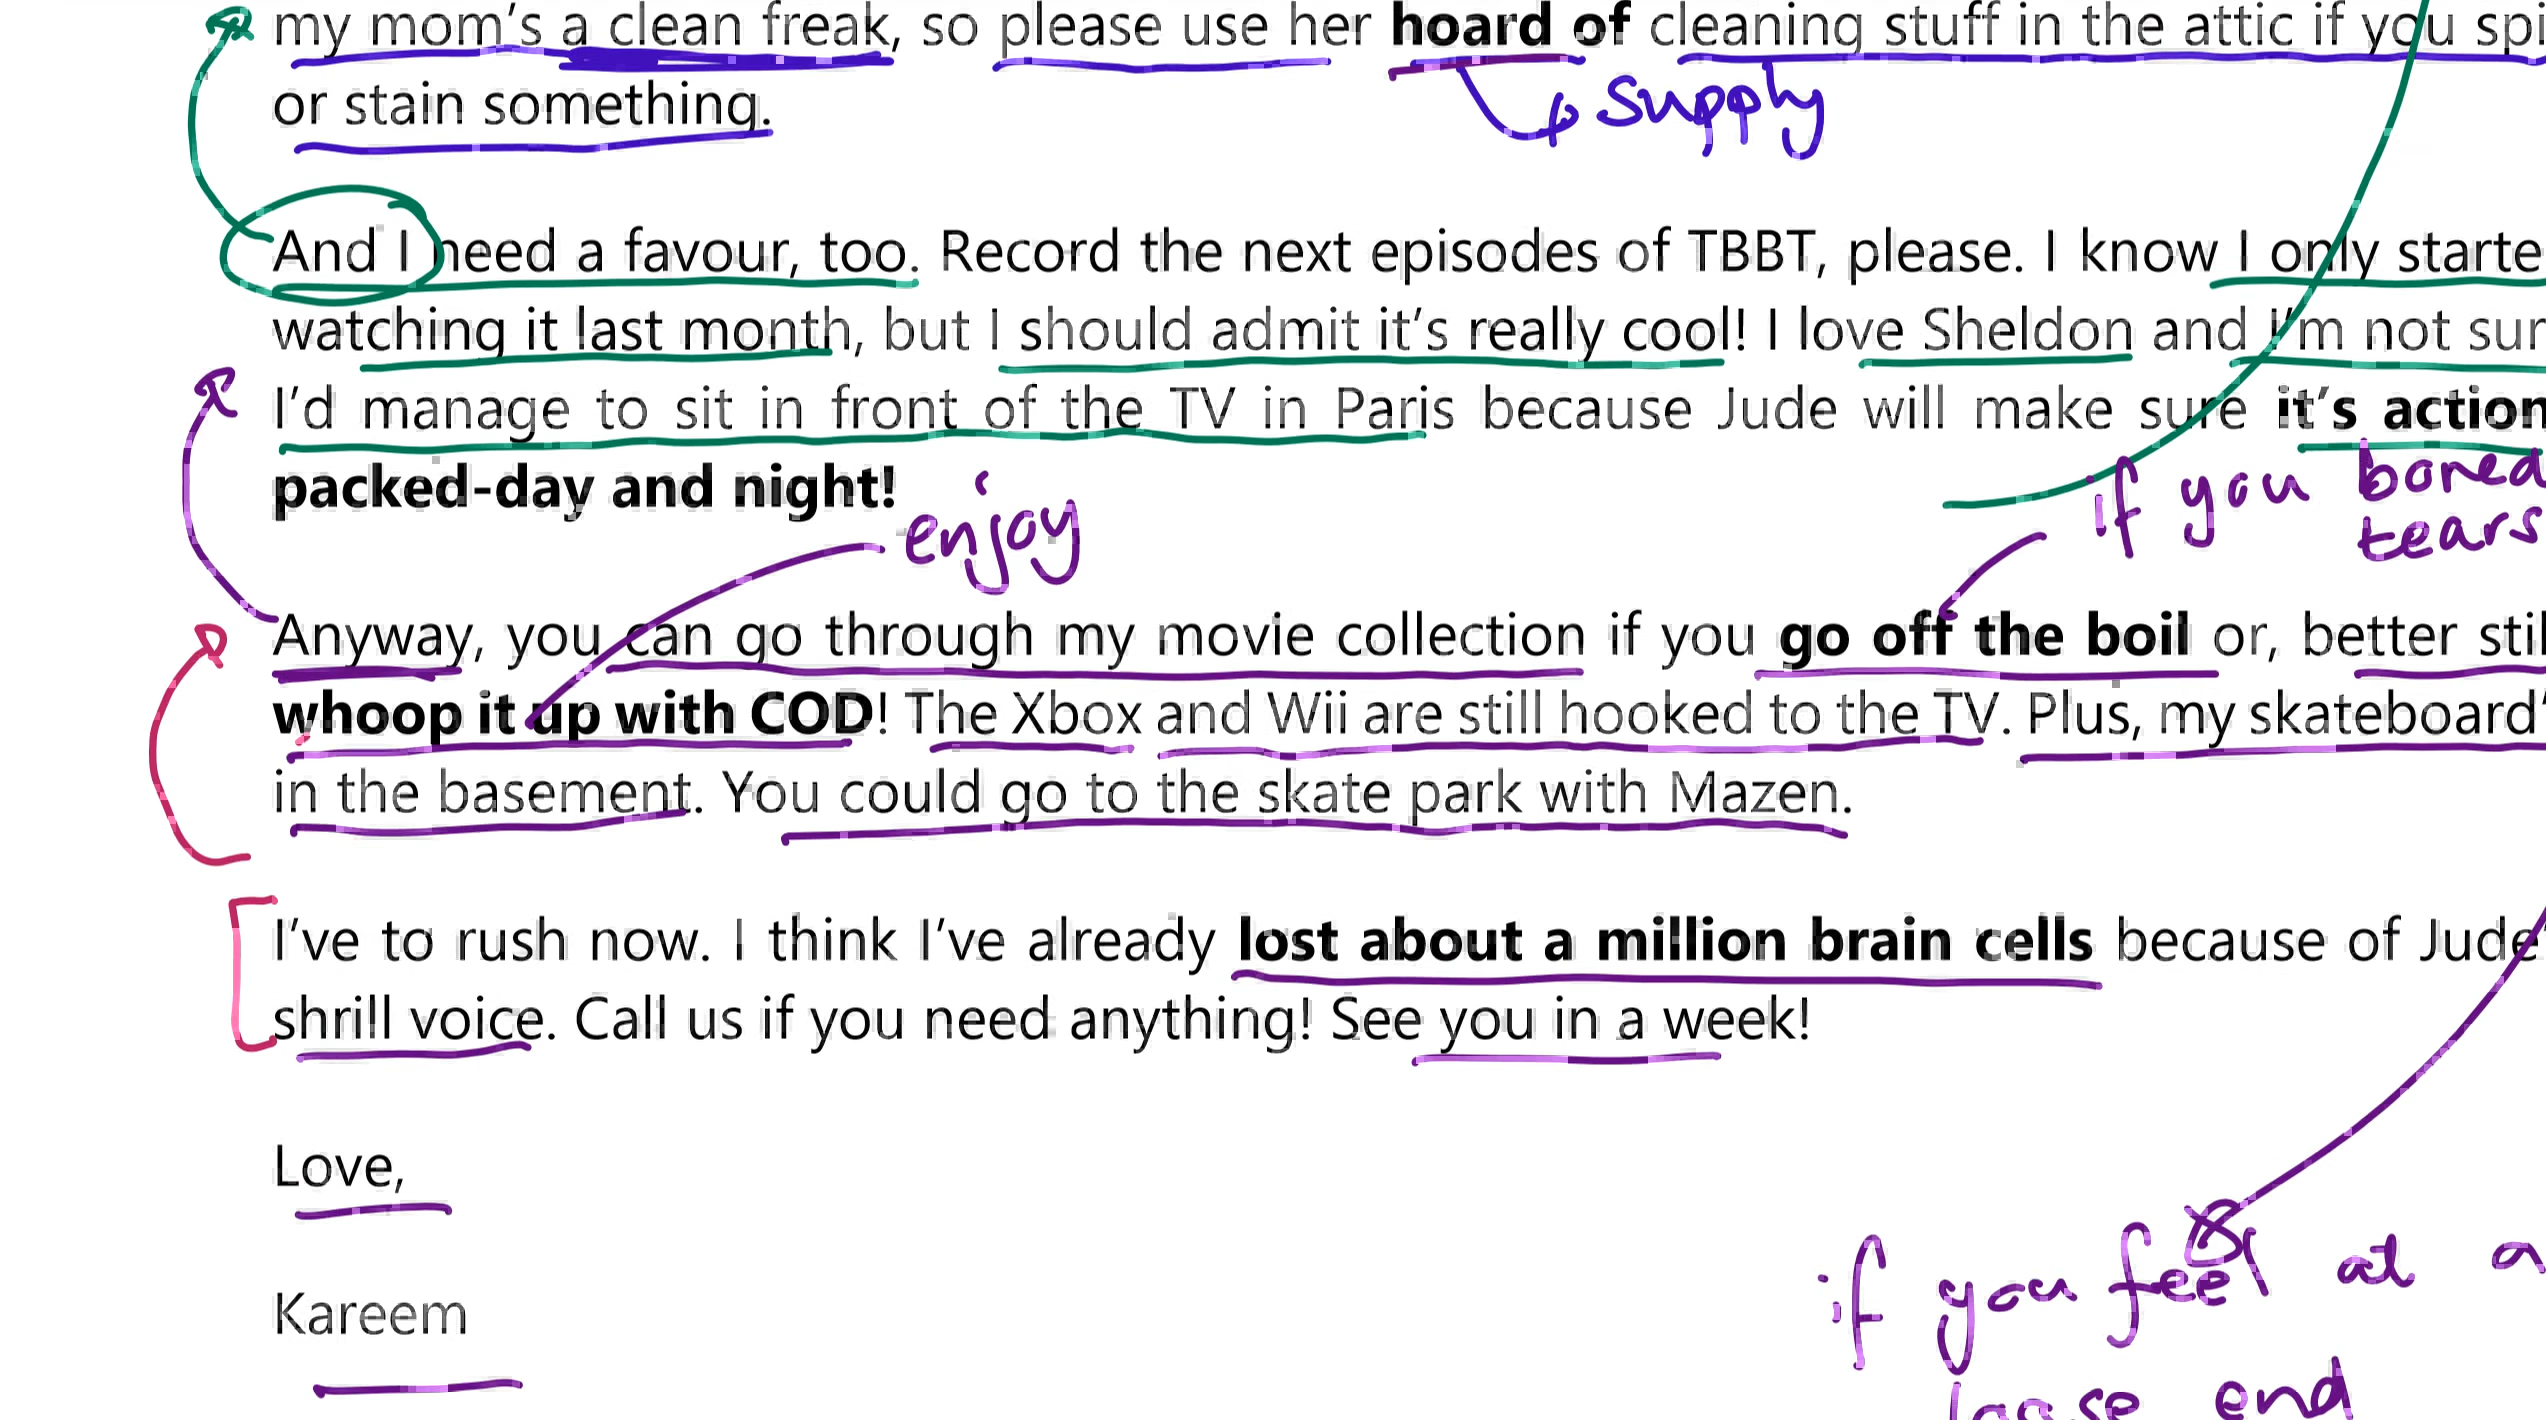 my mom's a clean freak, so please use her hoard of cleaning stuff in the attic if you spi
or stain something.
supply
And I need a favour, too. Record the next episodes of TBBT, please. I know I only starte
watching it last month, but I should admit it's really cool! I love Sheldon and I'm not sur
I'd manage to sit in front of the TV in Paris because Jude will make sure it's action
packed-day and night!
enjoy
if you bored
tears
Anyway, you can go through my movie collection if you go off the boil or, better stil
whoop it up with COD! The Xbox and Wii are still hooked to the TV. Plus, my skateboard'
in the basement. You could go to the skate park with Mazen.
I've to rush now. I think I've already lost about a million brain cells because of Jude
shrill voice. Call us if you need anything! See you in a week!
Love,
Kareem
if you feel at a
loose end